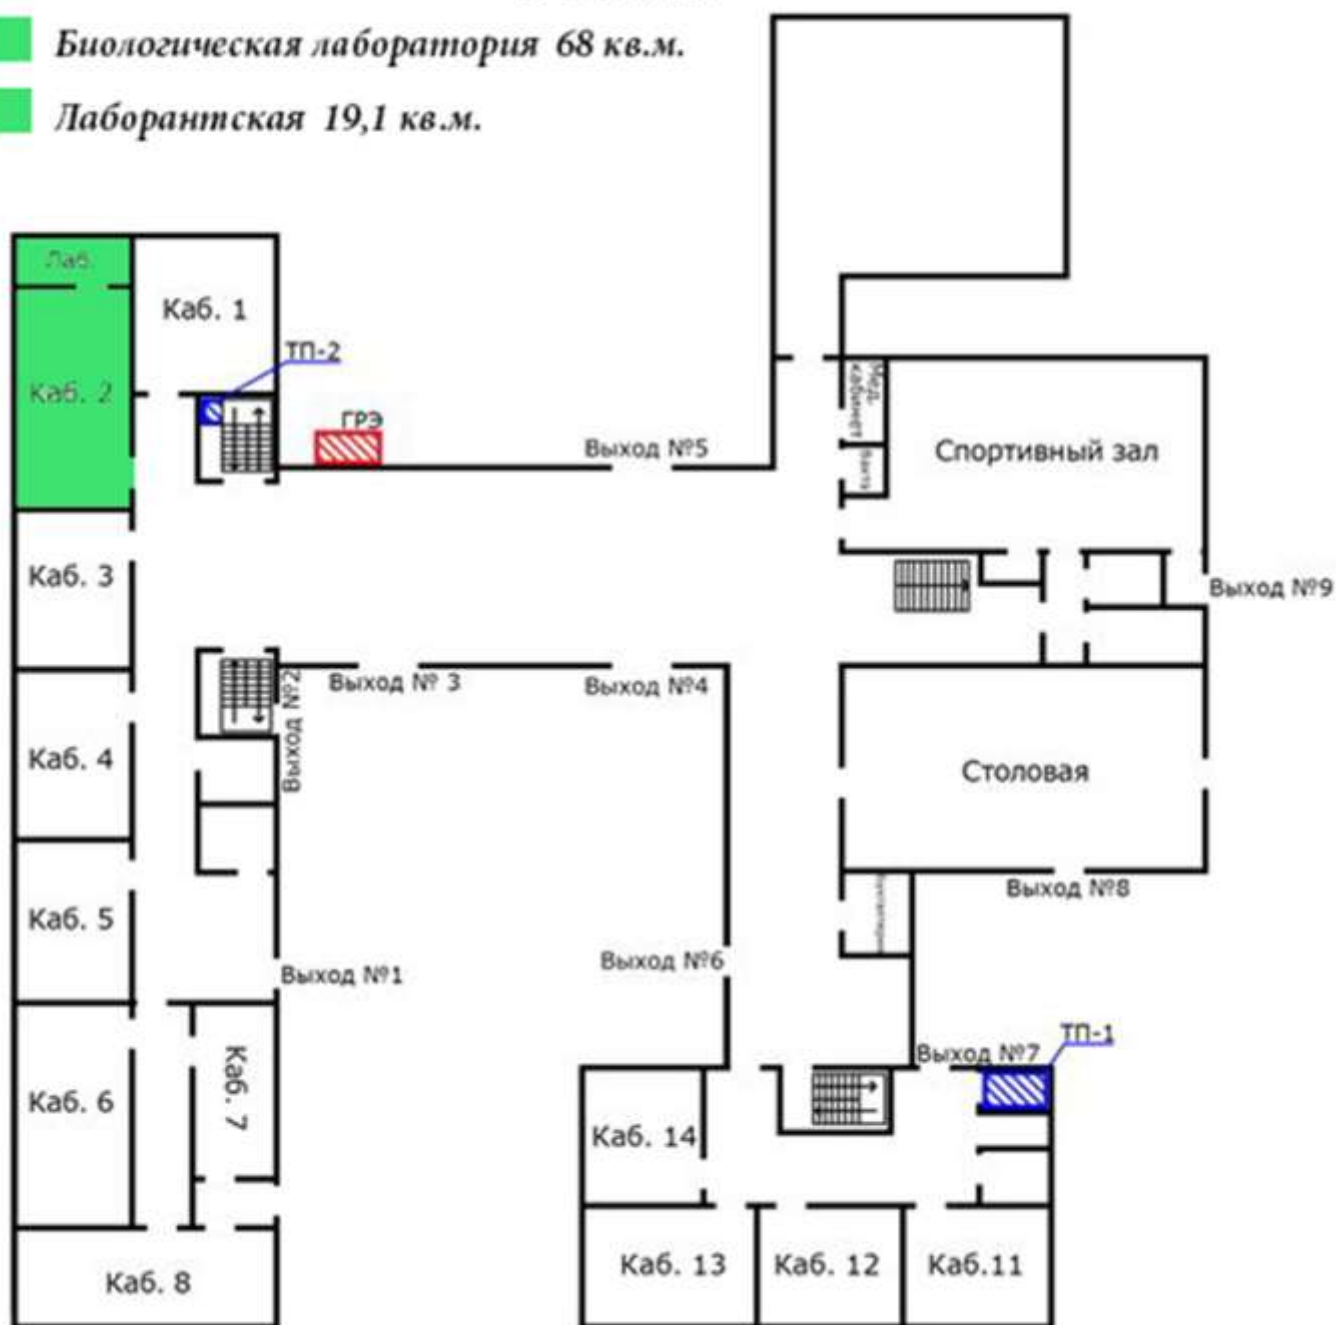 Биологическая лаборатория 68 кв.м.
Лаборантская 19,1 кв.м.
Лаб.
Каб. 1
ТП-2
Каб. 2
ГРЭ
Выход №5
Мед.
кабинет
Вахта
Спортивный зал
Каб. 3
Выход №9
Выход №2
Выход № 3
Выход №4
Каб. 4
Столовая
Выход №8
Каб. 5
Выход №6
Выход №1
ТП-1
Выход №7
Каб. 6
Каб. 7
Каб. 14
Каб. 13
Каб. 12
Каб.11
Каб. 8